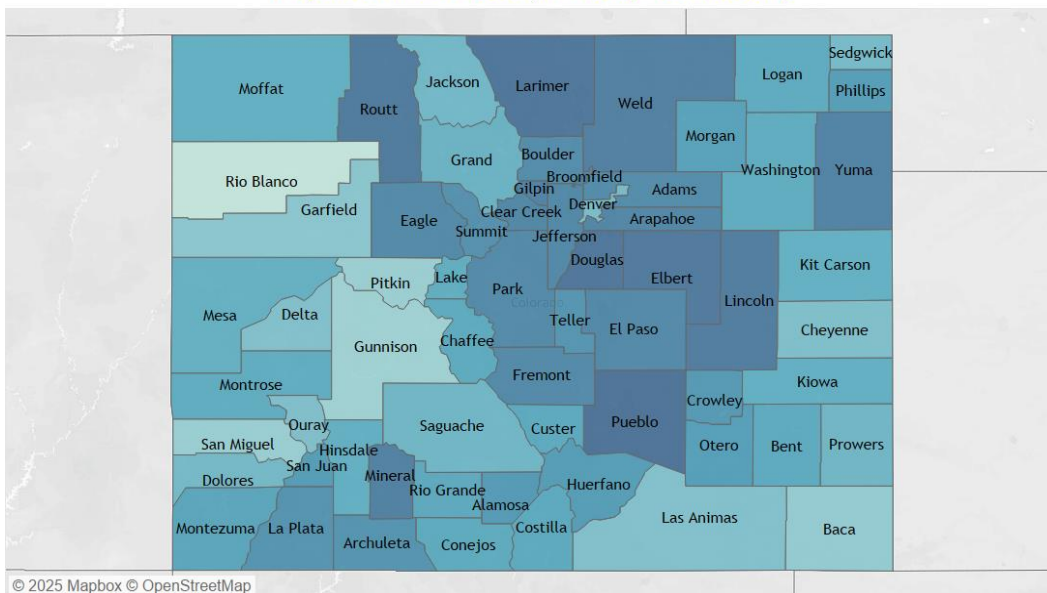 Sedgwick
Logan
Jackson
Moffat
Larimer
Phillips
Weld
Routt
Morgan
Boulder
Grand
Washington
Yuma
Broomfield
Rio Blanco
Gilpin
Adams
Denver
Garfield
Clear Creek
Eagle
Arapahoe
Summit
Jefferson
Douglas
Kit Carson
Lake
Elbert
Pitkin
Park
Lincoln
Colorado
Mesa
Delta
Teller
El Paso
Cheyenne
Chaffee
Gunnison
Fremont
Kiowa
Montrose
Crowley
Pueblo
Ouray
Saguache
Custer
San Miguel
Otero
Bent
Prowers
Hinsdale
San Juan
Mineral
Dolores
Huerfano
Rio Grande
Alamosa
Las Animas
Montezuma
La Plata
Costilla
Baca
Archuleta
Conejos
© 2025 Mapbox © OpenStreetMap